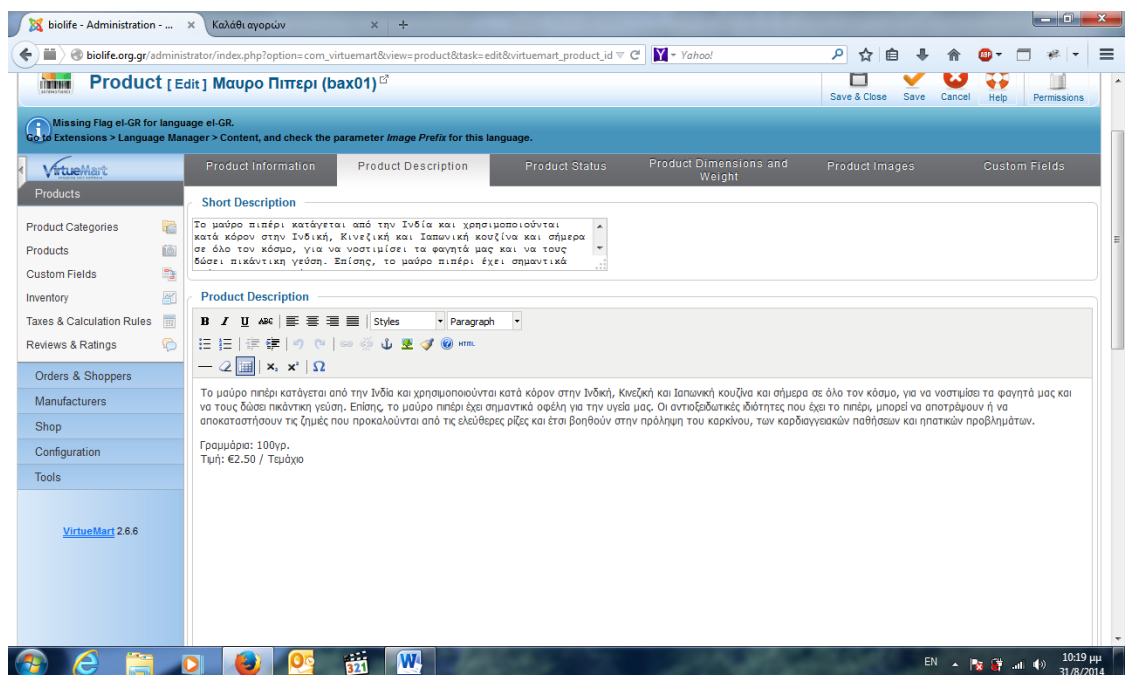 biolife - Administration - ...
Καλάθι αγορών
biolife.org.gr/administrator/index.php?option=com_virtuemart&view=product&task=edit&virtuemart_product_id
Yahoo!
Product [ Edit ] Μαυρο Πιπερι (bax01)
Save & Close Save Cancel Help Permissions
Missing Flag el-GR for language el-GR.
Go to Extensions > Language Manager > Content, and check the parameter Image Prefix for this language.
VirtueMart
Product Information
Product Description
Product Status
Product Dimensions and
Weight
Product Images
Custom Fields
Products
Product Categories
Products
Custom Fields
Inventory
Taxes & Calculation Rules
Reviews & Ratings
Orders & Shoppers
Manufacturers
Shop
Configuration
Tools
VirtueMart 2.6.6
Short Description
Το μαύρο πιπέρι κατάγεται από την Ινδία και χρησιμοποιούνται
κατά κόρον στην Ινδική, Κινεζική και Ιαπωνική κουζίνα και σήμερα
σε όλο τον κόσμο, για να νοστιμίσει τα φαγητά μας και να τους
δώσει πικάντικη γεύση. Επίσης, το μαύρο πιπέρι έχει σημαντικά
Product Description
B I U ABC Styles Paragraph
HTML
Το μαύρο πιπέρι κατάγεται από την Ινδία και χρησιμοποιούνται κατά κόρον στην Ινδική, Κινεζική και Ιαπωνική κουζίνα και σήμερα σε όλο τον κόσμο, για να νοστιμίσει τα φαγητά μας και
να τους δώσει πικάντικη γεύση. Επίσης, το μαύρο πιπέρι έχει σημαντικά οφέλη για την υγεία μας. Οι αντιοξειδωτικές ιδιότητες που έχει το πιπέρι, μπορεί να αποτρέψουν ή να
αποκαταστήσουν τις ζημιές που προκαλούνται από τις ελεύθερες ρίζες και έτσι βοηθούν στην πρόληψη του καρκίνου, των καρδιαγγειακών παθήσεων και ηπατικών προβλημάτων.
Γραμμάρια: 100γρ.
Τιμή: €2.50 / Τεμάχιο
EN
10:19 μμ
31/8/2014